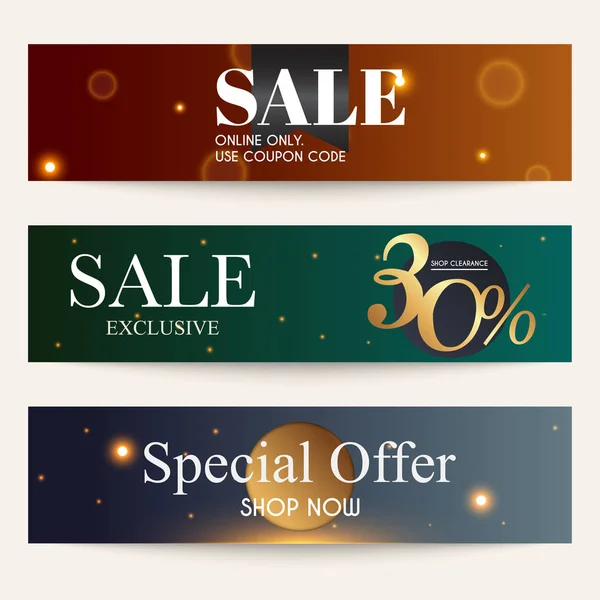 SALE
ONLINE ONLY.
USE COUPON CODE
SALE
EXCLUSIVE
SHOP CLEARANCE
30%
Special Offer
SHOP NOW